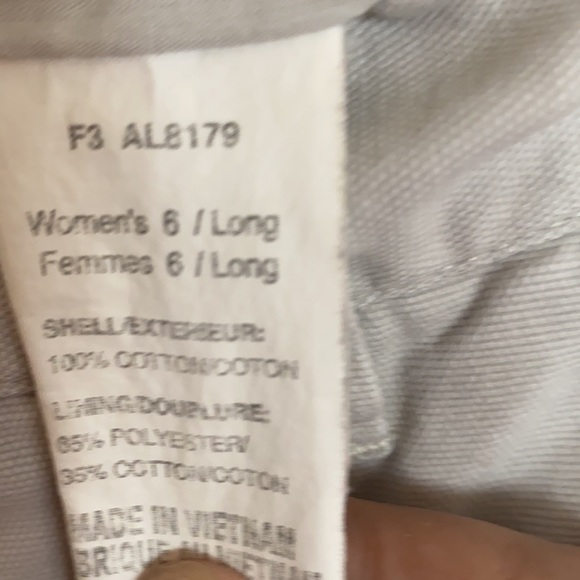 F3 AL8179
Women's 6 / Long
Femmes 6 / Long
SHELL/EXTERIEUR:
100% COTTON/COTON
LINING/DOUBLURE:
65% POLYESTER/
35% COTTON/COTON
MADE IN VIETNAM